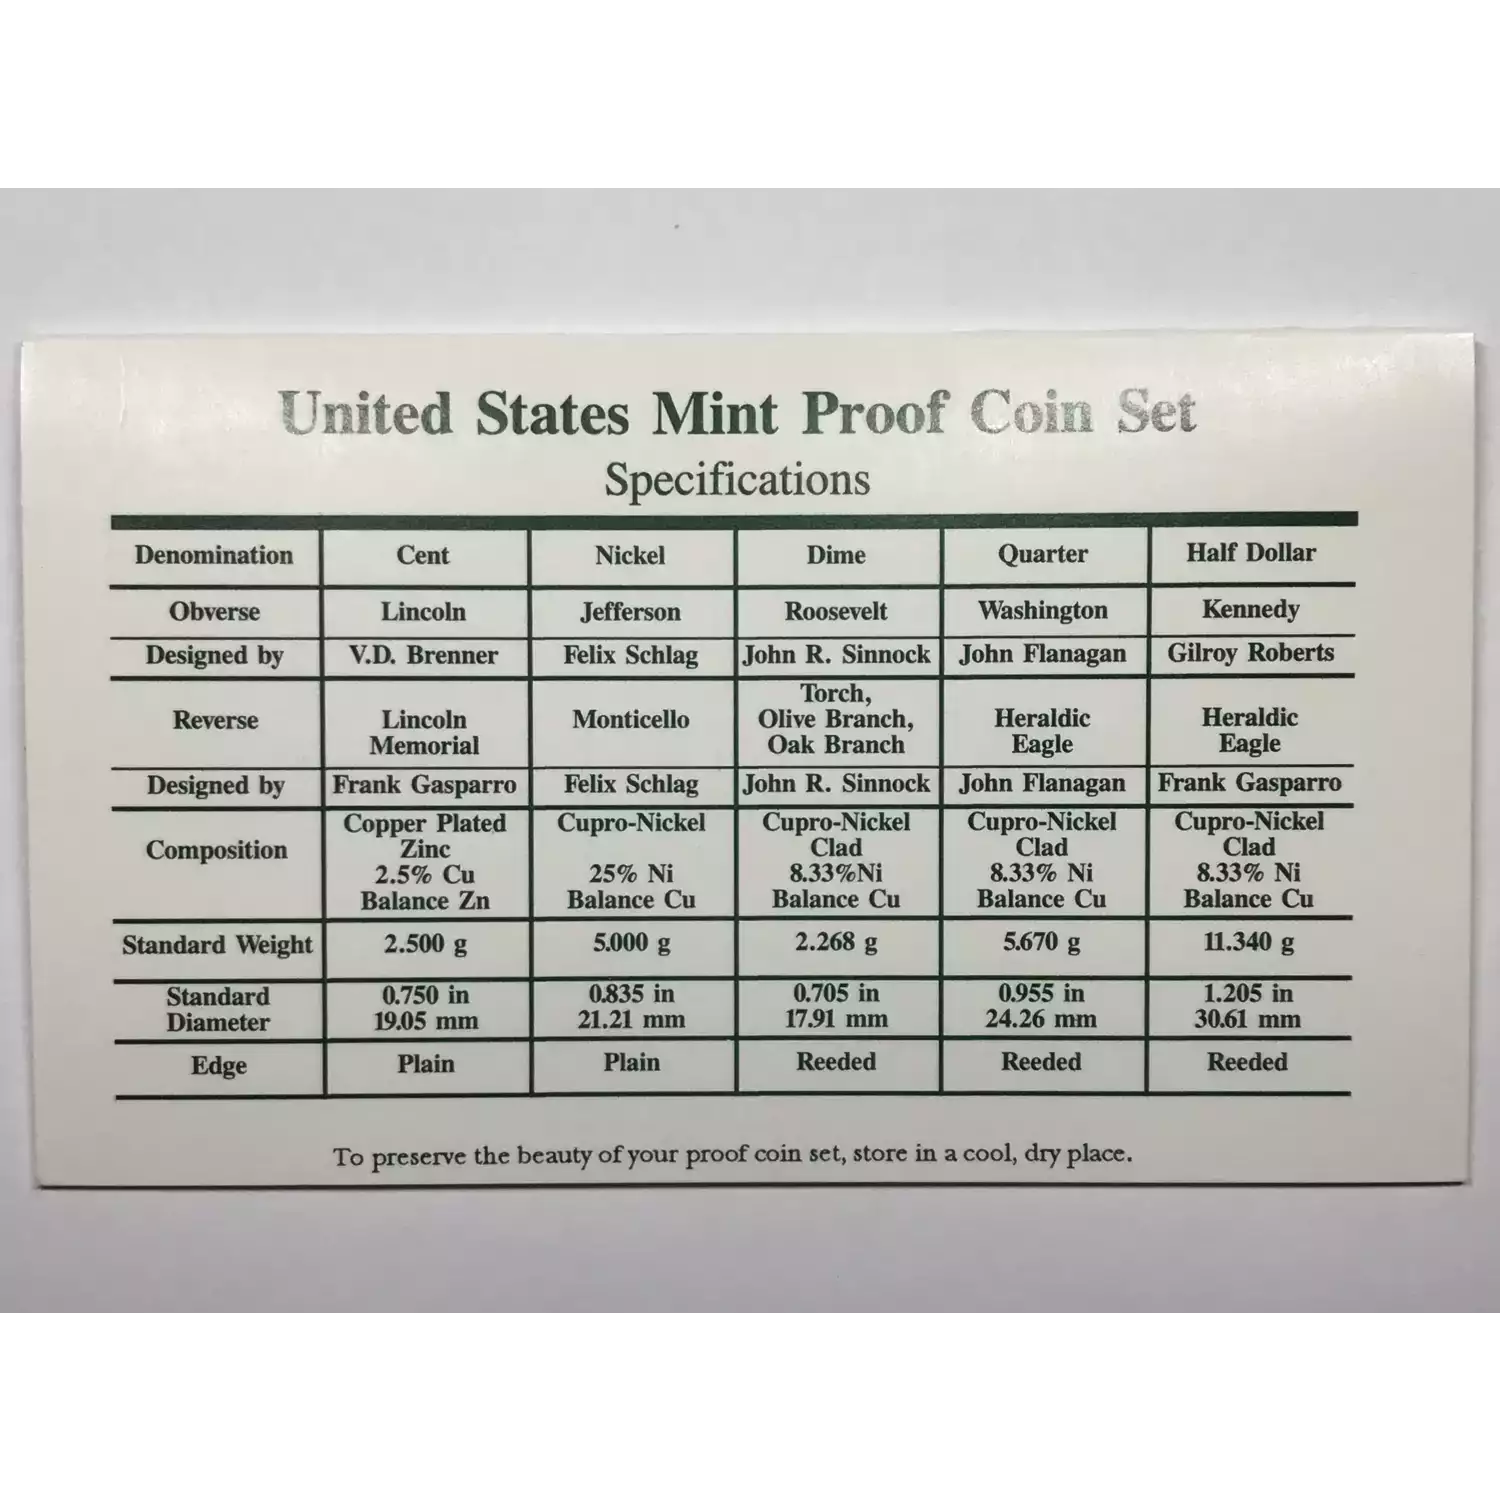 United States Mint Proof Coin Set
Specifications
Denomination Cent Nickel Dime Quarter Half Dollar
Obverse Lincoln Jefferson Roosevelt Washington Kennedy
Designed by V.D. Brenner Felix Schlag John R. Sinnock John Flanagan Gilroy Roberts
Reverse Lincoln Memorial Monticello Torch, Olive Branch, Oak Branch Heraldic Eagle Heraldic Eagle
Designed by Frank Gasparro Felix Schlag John R. Sinnock John Flanagan Frank Gasparro
Composition Copper Plated Zinc 2.5% Cu Balance Zn Cupro-Nickel 25% Ni Balance Cu Cupro-Nickel Clad 8.33%Ni Balance Cu Cupro-Nickel Clad 8.33% Ni Balance Cu Cupro-Nickel Clad 8.33% Ni Balance Cu
Standard Weight 2.500 g 5.000 g 2.268 g 5.670 g 11.340 g
Standard Diameter 0.750 in 19.05 mm 0.835 in 21.21 mm 0.705 in 17.91 mm 0.955 in 24.26 mm 1.205 in 30.61 mm
Edge Plain Plain Reeded Reeded Reeded
To preserve the beauty of your proof coin set, store in a cool, dry place.